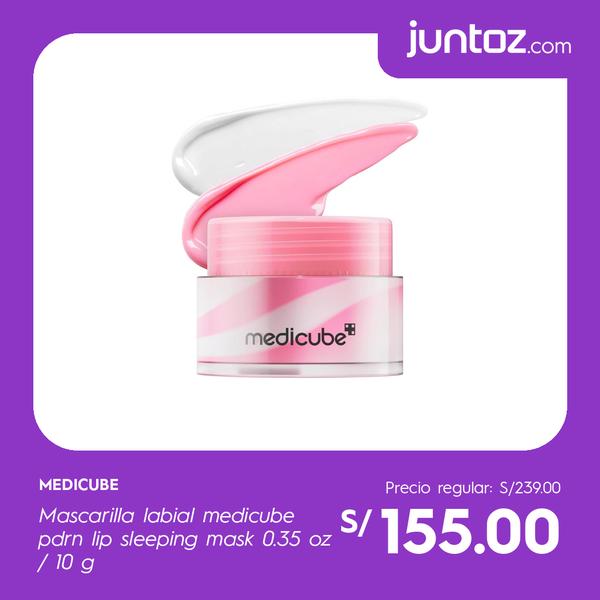 juntoz.com
medicube
MEDICUBE
Mascarilla labial medicube
pdrn lip sleeping mask 0.35 oz
/ 10 g
Precio regular: S/239.00
S/155.00